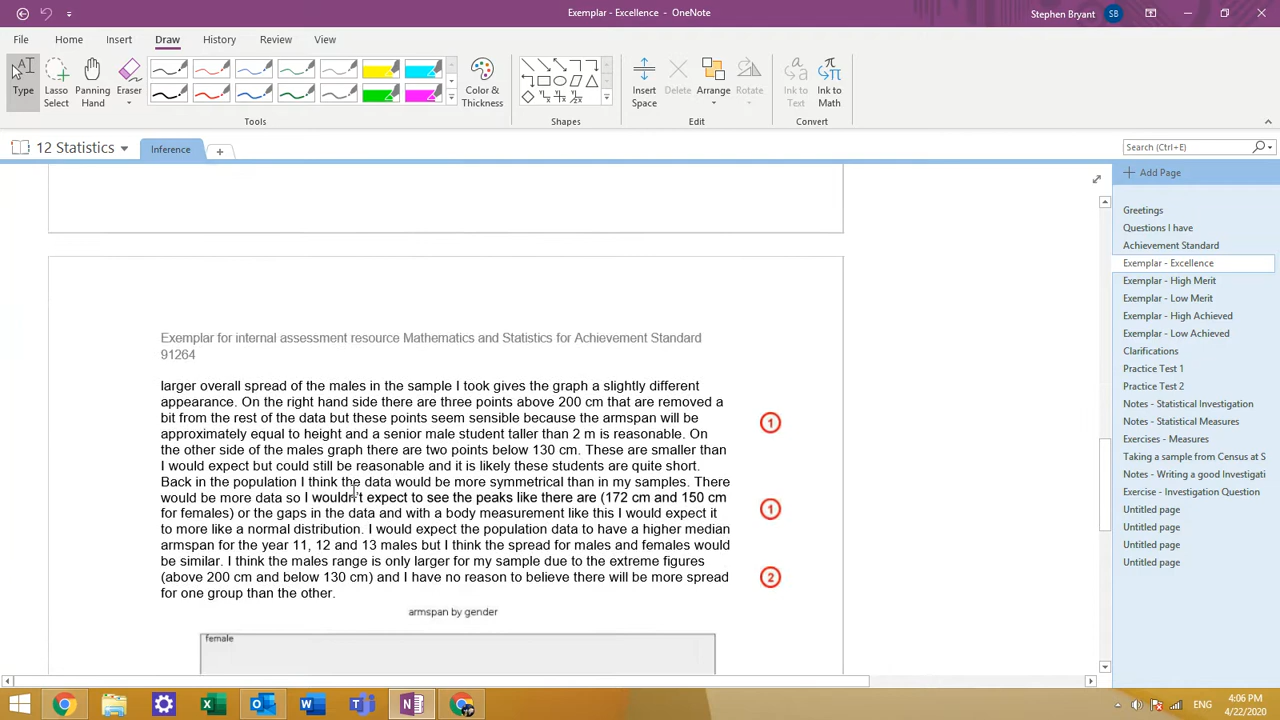 Exemplar - Excellence - OneNote
Stephen Bryant
SB
File
Home
Insert
Draw
History
Review
View
Type
Lasso
Select
Panning
Hand
Eraser
Color &
Thickness
Insert
Space
Delete
Arrange
Rotate
Ink to
Text
Ink to
Math
Tools
Shapes
Edit
Convert
12 Statistics
Inference
Search (Ctrl+E)
Add Page
Greetings
Questions I have
Achievement Standard
Exemplar - Excellence
Exemplar - High Merit
Exemplar - Low Merit
Exemplar - High Achieved
Exemplar - Low Achieved
Clarifications
Practice Test 1
Practice Test 2
Notes - Statistical Investigation
Notes - Statistical Measures
Exercises - Measures
Taking a sample from Census at S
Notes - Writing a good Investigati
Exercise - Investigation Question
Untitled page
Untitled page
Untitled page
Untitled page
Exemplar for internal assessment resource Mathematics and Statistics for Achievement Standard
91264
larger overall spread of the males in the sample I took gives the graph a slightly different
appearance. On the right hand side there are three points above 200 cm that are removed a
bit from the rest of the data but these points seem sensible because the armspan will be
approximately equal to height and a senior male student taller than 2 m is reasonable. On
the other side of the males graph there are two points below 130 cm. These are smaller than
I would expect but could still be reasonable and it is likely these students are quite short.
Back in the population I think the data would be more symmetrical than in my samples. There
would be more data so I wouldn't expect to see the peaks like there are (172 cm and 150 cm
for females) or the gaps in the data and with a body measurement like this I would expect it
to more like a normal distribution. I would expect the population data to have a higher median
armspan for the year 11, 12 and 13 males but I think the spread for males and females would
be similar. I think the males range is only larger for my sample due to the extreme figures
(above 200 cm and below 130 cm) and I have no reason to believe there will be more spread
for one group than the other.
1
1
2
armspan by gender
female
ENG
4:06 PM
4/22/2020